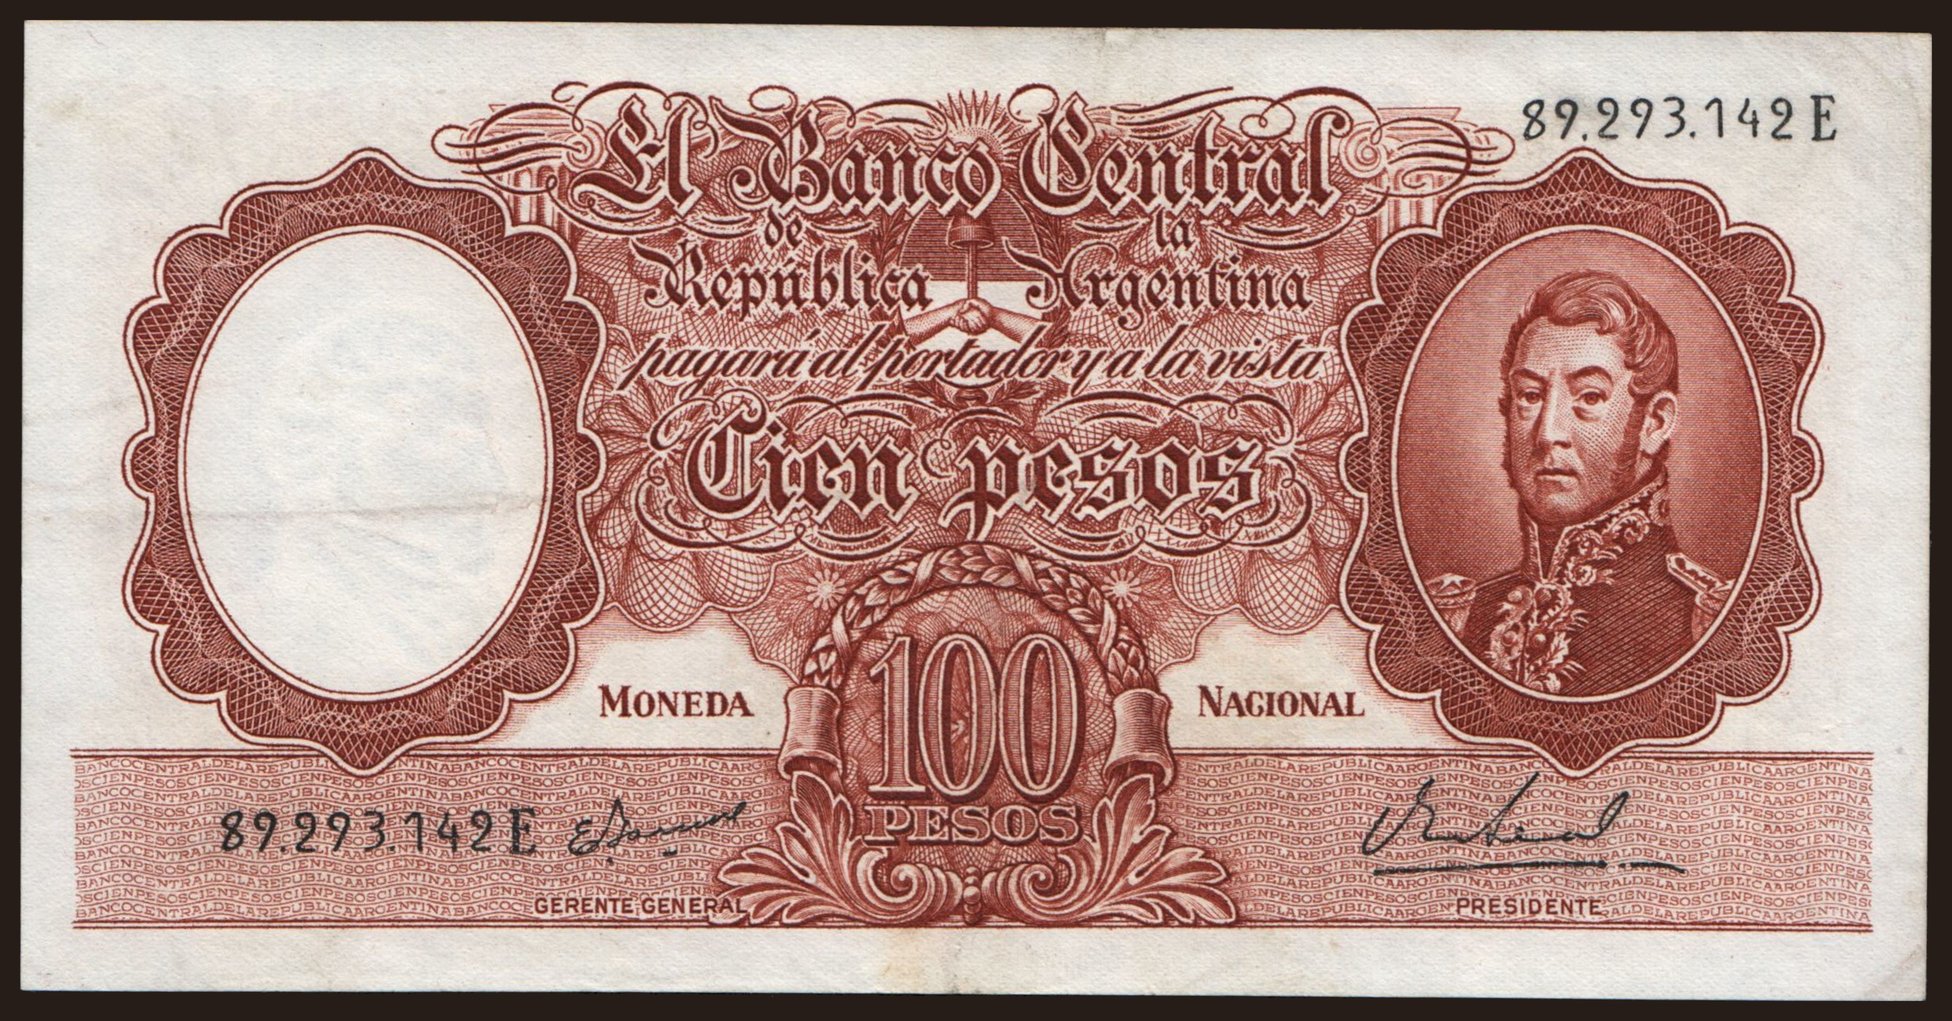 89.293.142 E
El Banco Central
de la
República Argentina
pagará al portador y a la vista
Cien pesos
MONEDA NACIONAL
100
PESOS
89.293.142 E
GERENTE GENERAL
PRESIDENTE